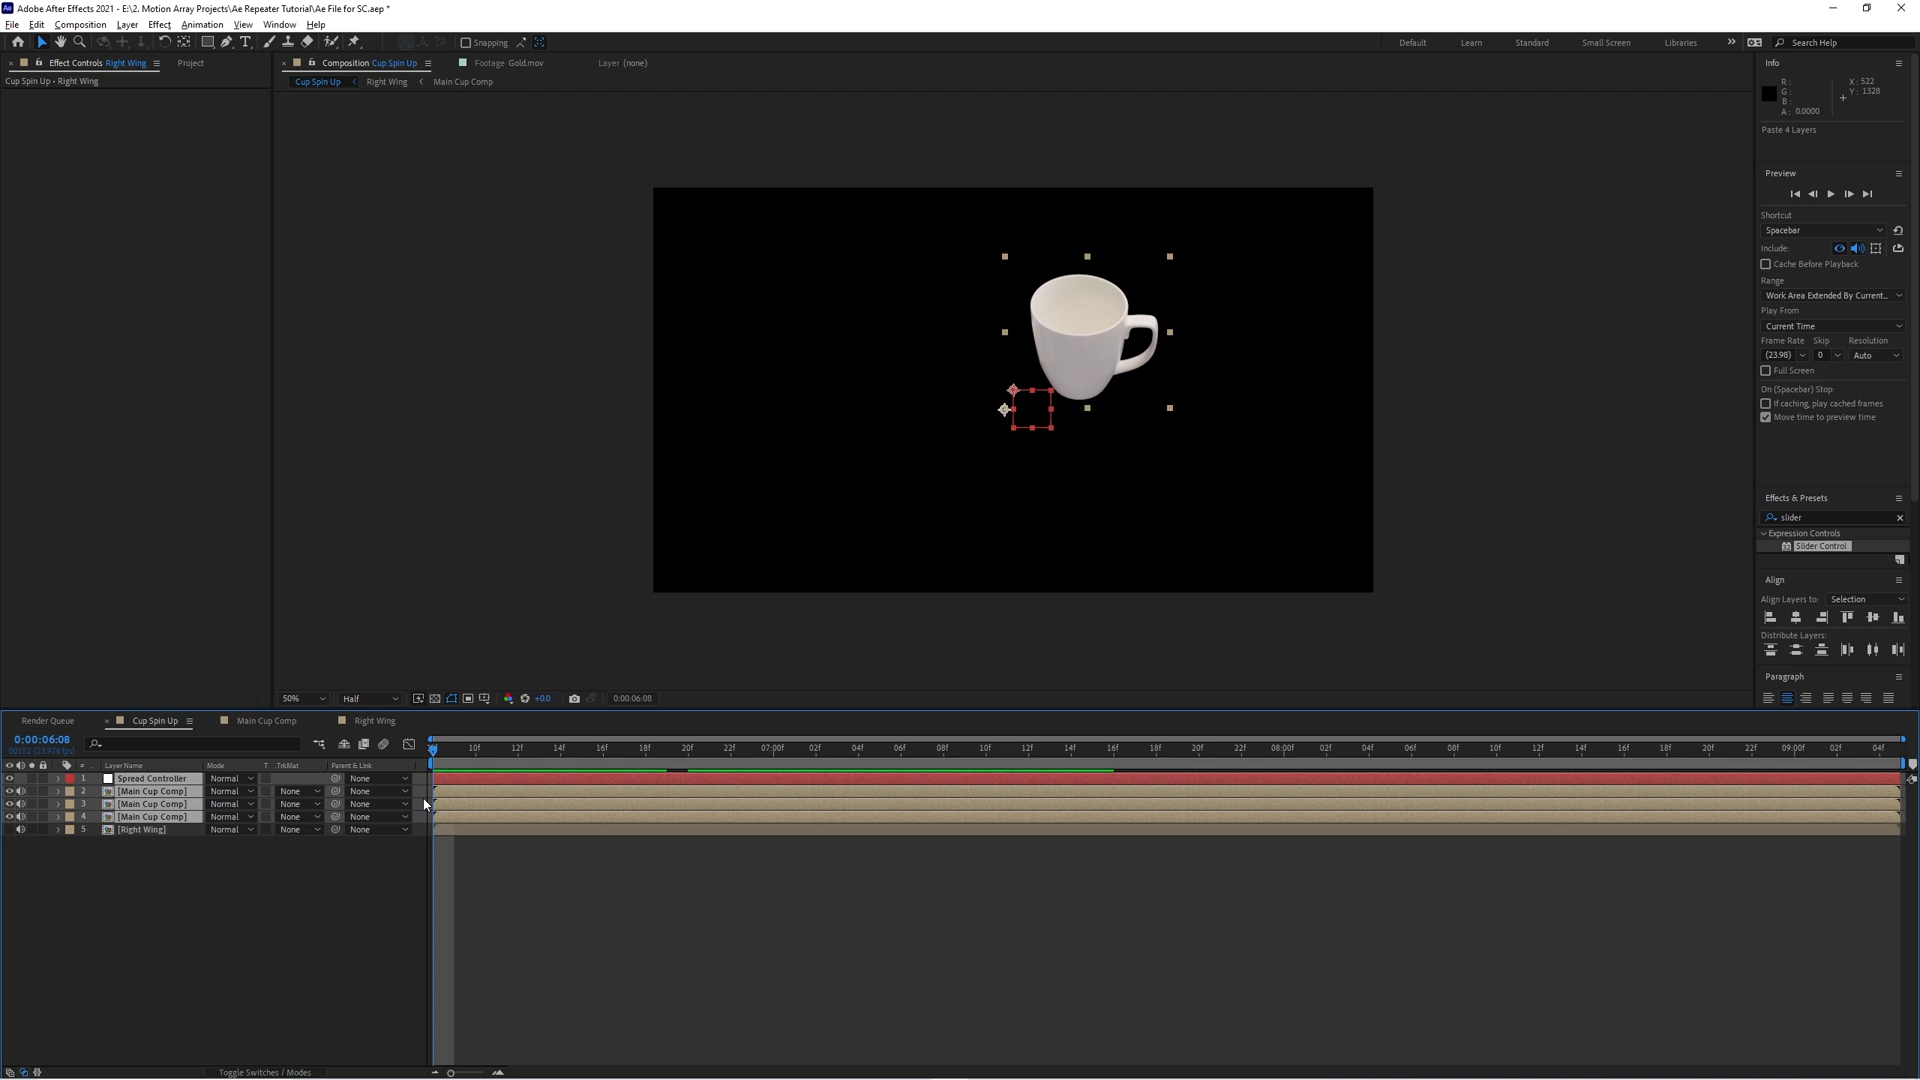 Adobe After Effects 2021 - E:\2. Motion Array Projects\Ae Repeater Tutorial\Ae File for SC.aep *
File Edit Composition Layer Effect Animation View Window Help
Snapping
Default Learn Standard Small Screen Libraries Search Help
Effect Controls Right Wing Project
Cup Spin Up • Right Wing
Composition Cup Spin Up Footage Gold.mov Layer (none)
Cup Spin Up Right Wing Main Cup Comp
Info
R: X: 522
G: Y: 1328
B:
A: 0.0000
Paste 4 Layers
Preview
Shortcut
Spacebar
Include:
Cache Before Playback
Range
Work Area Extended By Current...
Play From
Current Time
Frame Rate Skip Resolution
(23.98) 0 Auto
Full Screen
On (Spacebar) Stop:
If caching, play cached frames
Move time to preview time
Effects & Presets
slider
Expression Controls
Slider Control
Align
Align Layers to: Selection
Distribute Layers:
Paragraph
50% Half +0.0 0:00:06:08
Render Queue Cup Spin Up Main Cup Comp Right Wing
0:00:06:08
00152 (23.976 fps)
10f 12f 14f 16f 18f 20f 22f 07:00f 02f 04f 06f 08f 10f 12f 14f 16f 18f 20f 22f 08:00f 02f 04f 06f 08f 10f 12f 14f 16f 18f 20f 22f 09:00f 02f 04f
# Layer Name Mode T .TrkMat Parent & Link
1 Spread Controller Normal None
2 [Main Cup Comp] Normal None None
3 [Main Cup Comp] Normal None None
4 [Main Cup Comp] Normal None None
5 [Right Wing] Normal None None
Toggle Switches / Modes